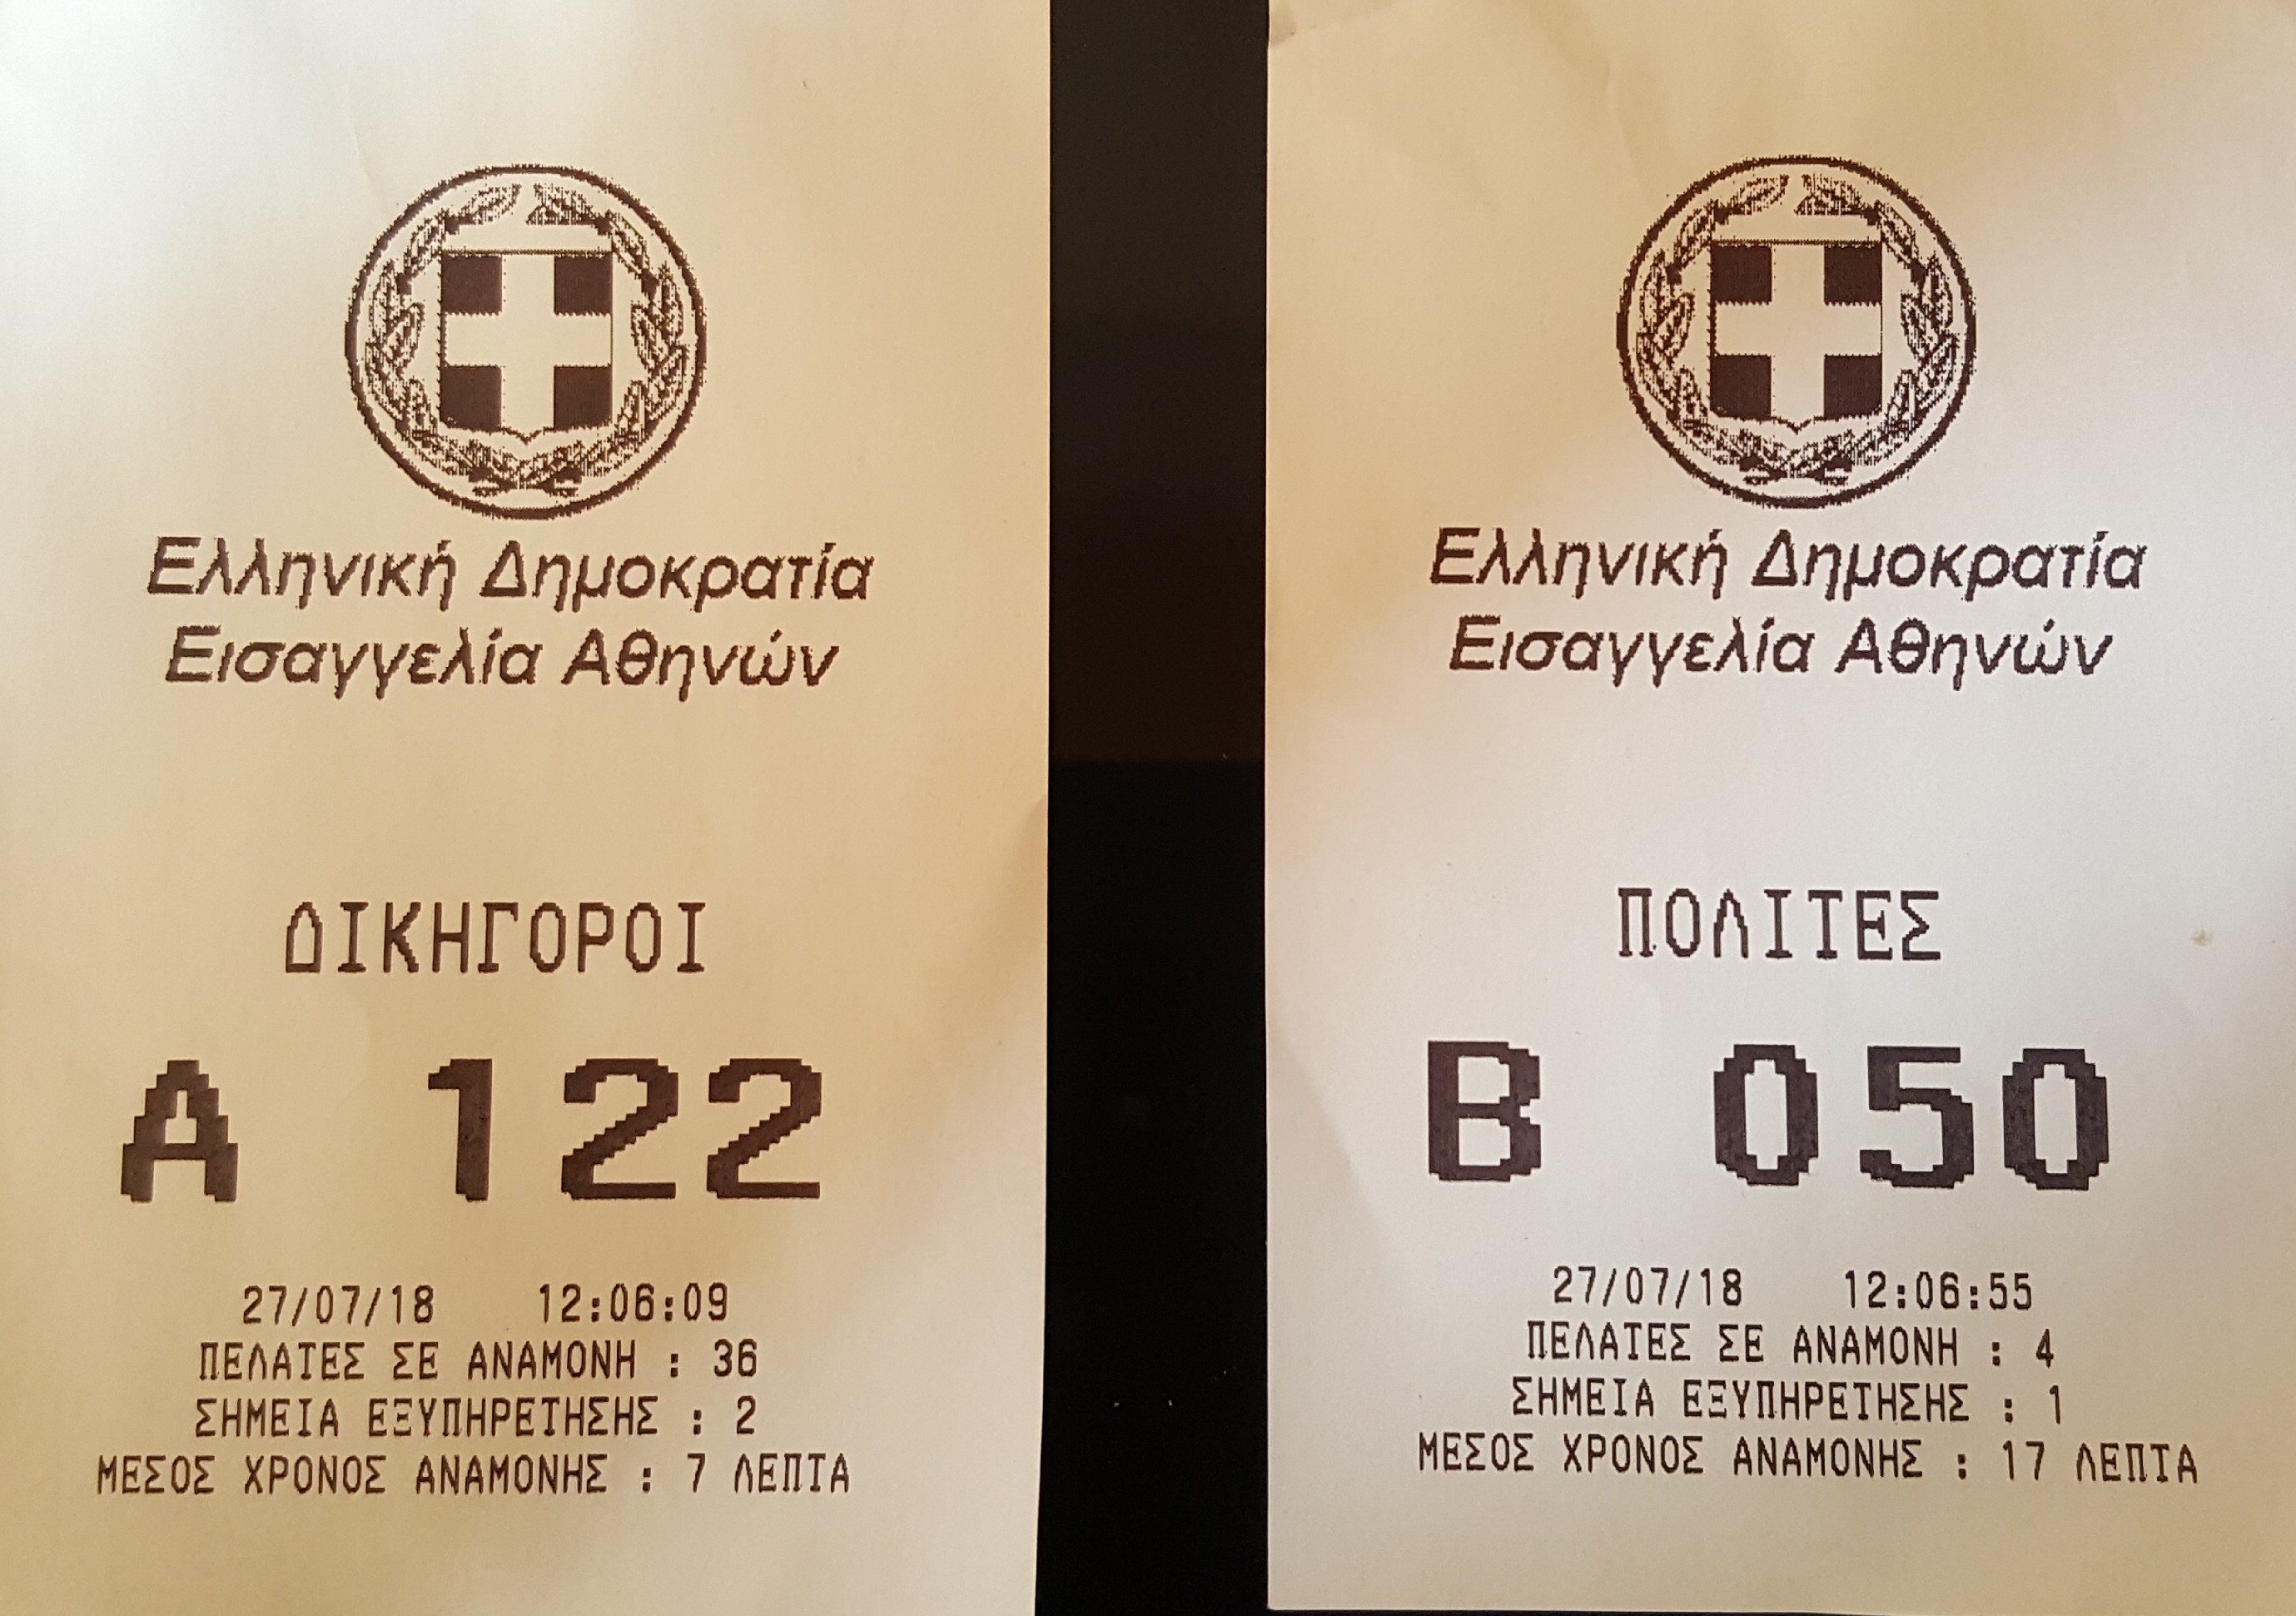 Ελληνική Δημοκρατία
Εισαγγελία Αθηνών
ΔΙΚΗΓΟΡΟΙ
Α 122
27/07/18 12:06:09
ΠΕΛΑΤΕΣ ΣΕ ΑΝΑΜΟΝΗ : 36
ΣΗΜΕΙΑ ΕΞΥΠΗΡΕΤΗΣΗΣ : 2
ΜΕΣΟΣ ΧΡΟΝΟΣ ΑΝΑΜΟΝΗΣ : 7 ΛΕΠΤΑ
Ελληνική Δημοκρατία
Εισαγγελία Αθηνών
ΠΟΛΙΤΕΣ
Β 050
27/07/18 12:06:55
ΠΕΛΑΤΕΣ ΣΕ ΑΝΑΜΟΝΗ : 4
ΣΗΜΕΙΑ ΕΞΥΠΗΡΕΤΗΣΗΣ : 1
ΜΕΣΟΣ ΧΡΟΝΟΣ ΑΝΑΜΟΝΗΣ : 17 ΛΕΠΤΑ